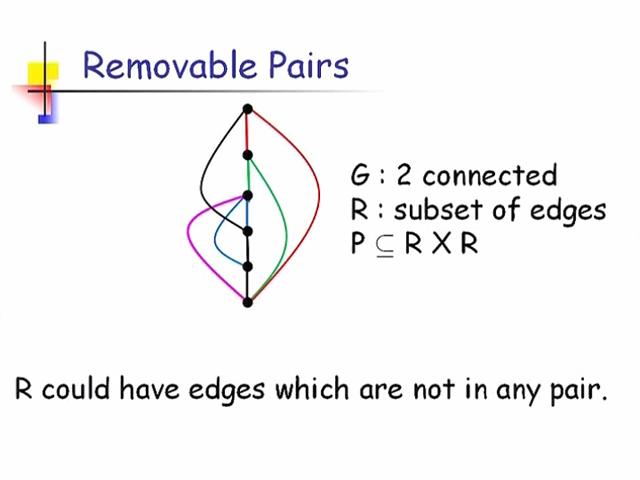 Removable Pairs
G : 2 connected
R : subset of edges
P ⊆ R X R
R could have edges which are not in any pair.